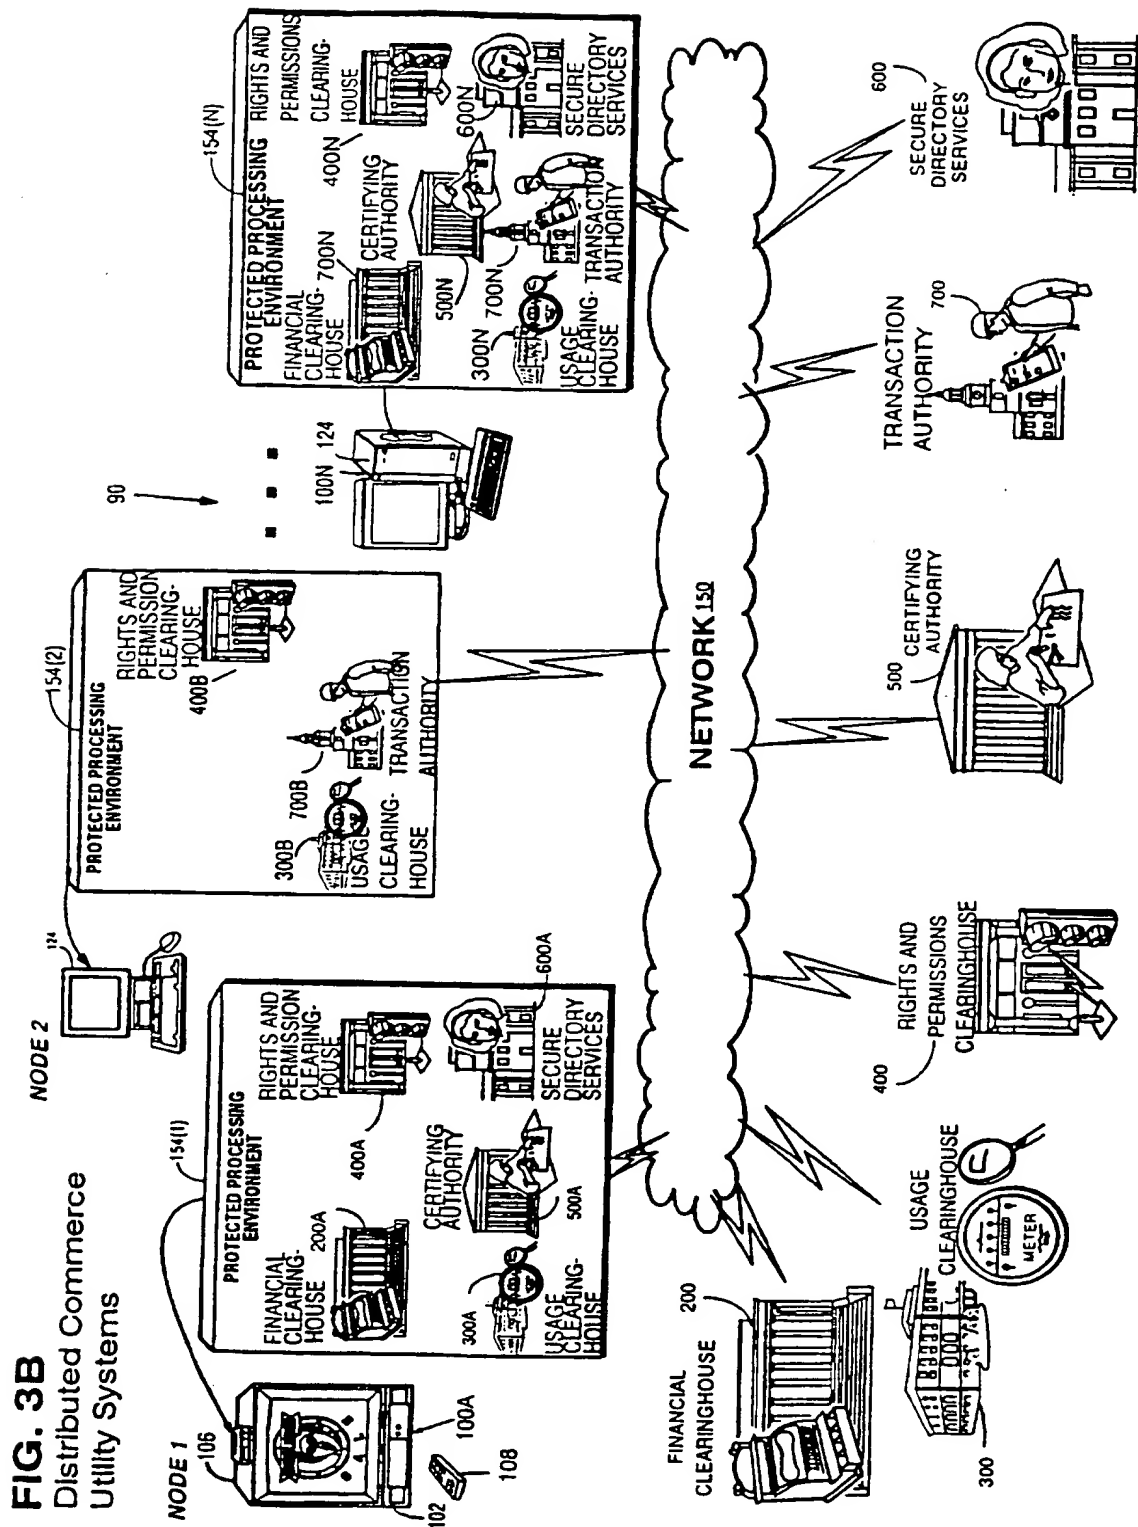 FIG. 3B
Distributed Commerce
Utility Systems
NODE 1
106
100A
102
108
154(1)
PROTECTED PROCESSING
ENVIRONMENT
FINANCIAL
CLEARING-
HOUSE
200A
RIGHTS AND
PERMISSION
CLEARING-
HOUSE
400A
CERTIFYING
AUTHORITY
500A
300A
USAGE
CLEARING-
HOUSE
600A
SECURE
DIRECTORY
SERVICES
NODE 2
124
154(2)
PROTECTED PROCESSING
ENVIRONMENT
RIGHTS AND
PERMISSION
CLEARING-
HOUSE
400B
300B
USAGE
CLEARING-
HOUSE
700B
TRANSACTION
AUTHORITY
90
100N
124
154(N)
PROTECTED PROCESSING
ENVIRONMENT
FINANCIAL
CLEARING-
HOUSE
700N
RIGHTS AND
PERMISSIONS
CLEARING-
HOUSE
400N
CERTIFYING
AUTHORITY
500N
600N
SECURE
DIRECTORY
SERVICES
300N
USAGE
CLEARING-
HOUSE
700N
TRANSACTION
AUTHORITY
NETWORK 150
FINANCIAL
CLEARINGHOUSE
200
300
USAGE
CLEARINGHOUSE
METER
400
RIGHTS AND
PERMISSIONS
CLEARINGHOUSE
500
CERTIFYING
AUTHORITY
TRANSACTION
AUTHORITY
700
600
SECURE
DIRECTORY
SERVICES